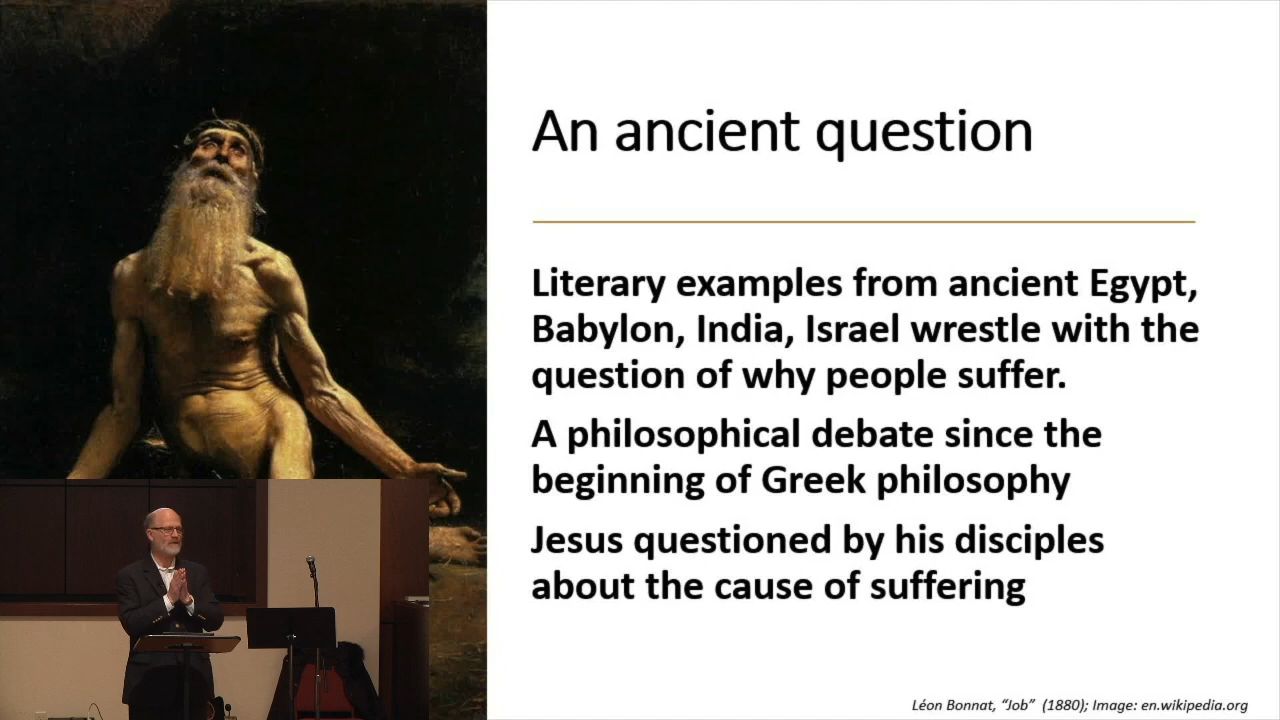 An ancient question
Literary examples from ancient Egypt,
Babylon, India, Israel wrestle with the
question of why people suffer.
A philosophical debate since the
beginning of Greek philosophy
Jesus questioned by his disciples
about the cause of suffering
Léon Bonnat, “Job” (1880); Image: en.wikipedia.org